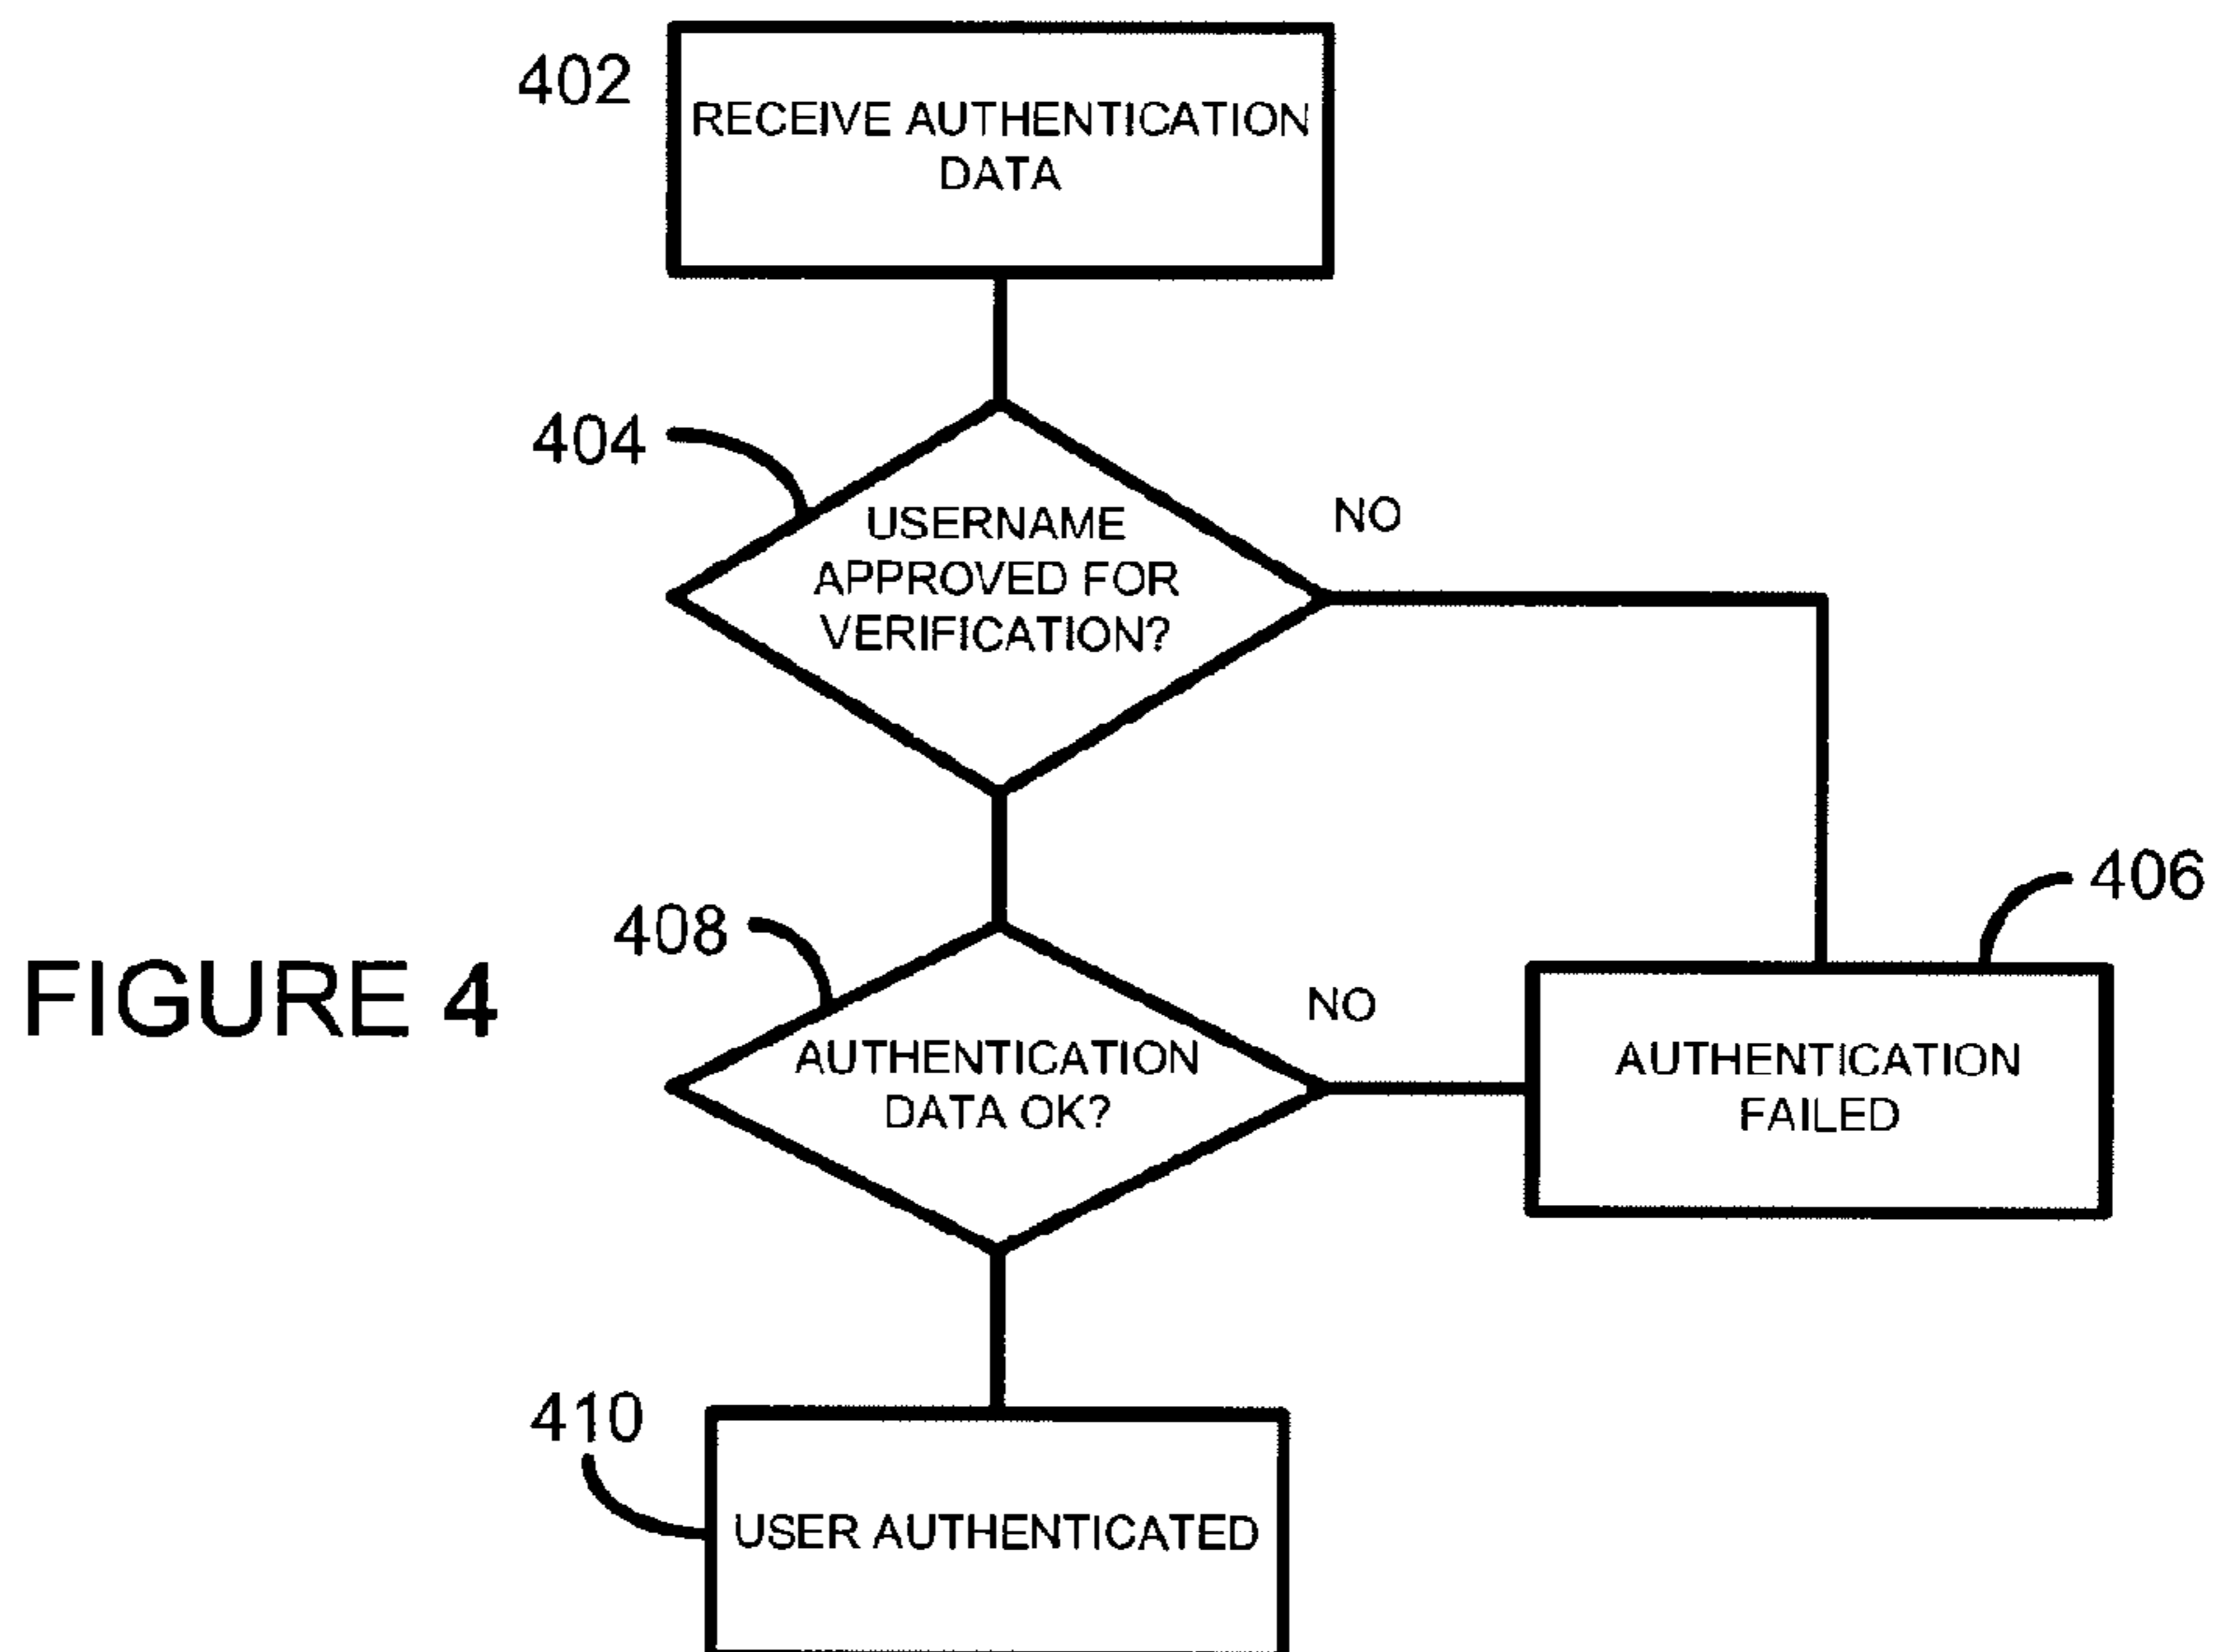 402
RECEIVE AUTHENTICATION
DATA
404
USERNAME
APPROVED FOR
VERIFICATION?
NO
406
408
FIGURE 4
NO
AUTHENTICATION
DATA OK?
AUTHENTICATION
FAILED
410
USER AUTHENTICATED